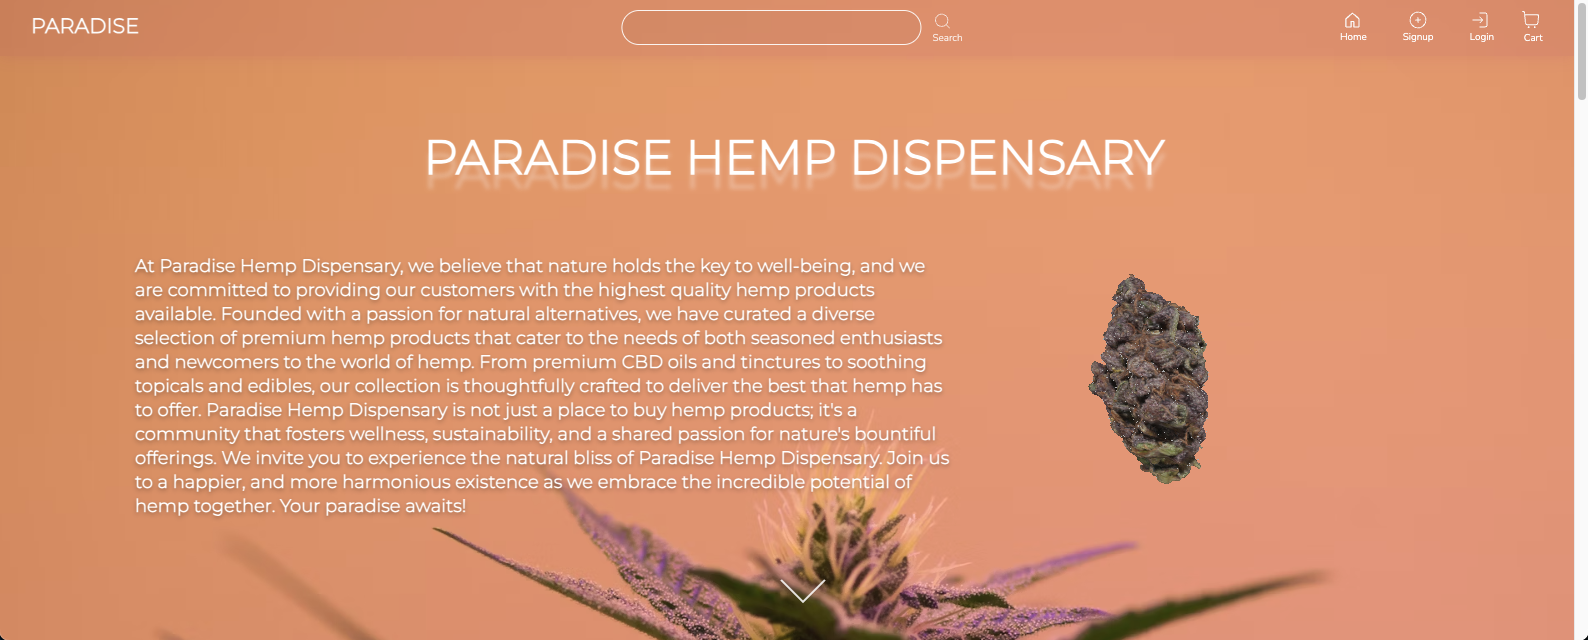 PARADISE
Search
Home
Signup
Login
Cart
PARADISE HEMP DISPENSARY
At Paradise Hemp Dispensary, we believe that nature holds the key to well-being, and we
are committed to providing our customers with the highest quality hemp products
available. Founded with a passion for natural alternatives, we have curated a diverse
selection of premium hemp products that cater to the needs of both seasoned enthusiasts
and newcomers to the world of hemp. From premium CBD oils and tinctures to soothing
topicals and edibles, our collection is thoughtfully crafted to deliver the best that hemp has
to offer. Paradise Hemp Dispensary is not just a place to buy hemp products; it's a
community that fosters wellness, sustainability, and a shared passion for nature's bountiful
offerings. We invite you to experience the natural bliss of Paradise Hemp Dispensary. Join us
to a happier, and more harmonious existence as we embrace the incredible potential of
hemp together. Your paradise awaits!